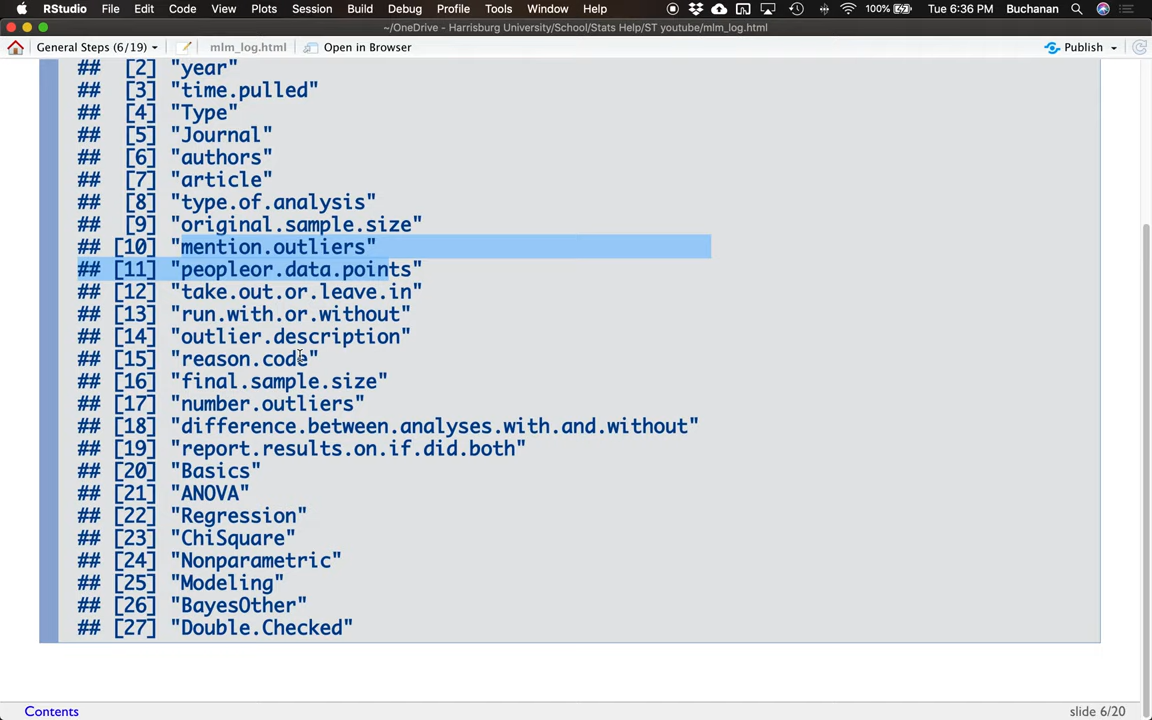 RStudio File Edit Code View Plots Session Build Debug Profile Tools Window Help 100% Tue 6:36 PM Buchanan
~/OneDrive - Harrisburg University/School/Stats Help/ST youtube/mlm_log.html
General Steps (6/19) mlm_log.html Open in Browser Publish
## [2] "year"
## [3] "time.pulled"
## [4] "Type"
## [5] "Journal"
## [6] "authors"
## [7] "article"
## [8] "type.of.analysis"
## [9] "original.sample.size"
## [10] "mention.outliers"
## [11] "peopleor.data.points"
## [12] "take.out.or.leave.in"
## [13] "run.with.or.without"
## [14] "outlier.description"
## [15] "reason.code"
## [16] "final.sample.size"
## [17] "number.outliers"
## [18] "difference.between.analyses.with.and.without"
## [19] "report.results.on.if.did.both"
## [20] "Basics"
## [21] "ANOVA"
## [22] "Regression"
## [23] "ChiSquare"
## [24] "Nonparametric"
## [25] "Modeling"
## [26] "BayesOther"
## [27] "Double.Checked"
Contents slide 6/20